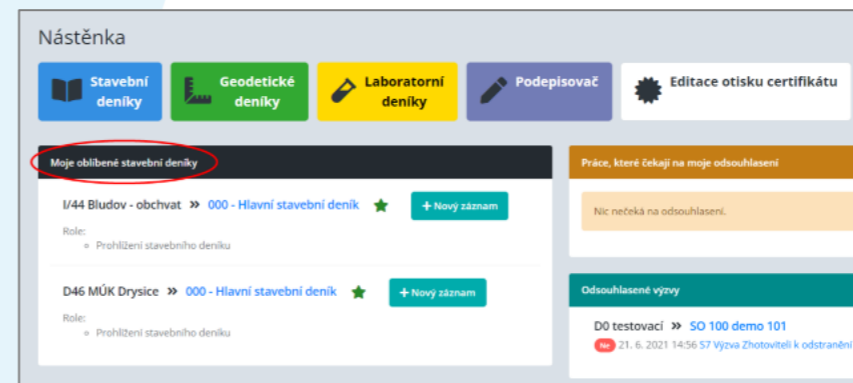 Nástěnka
Stavební
deníky
Geodetické
deníky
Laboratorní
deníky
Podepisovač
Editace otisku certifikátu
Moje oblíbené stavební deníky
I/44 Bludov - obchvat » 000 - Hlavní stavební deník
+ Nový záznam
Role:
Prohlížení stavebního deníku
D46 MÚK Drysice » 000 - Hlavní stavební deník
+ Nový záznam
Role:
Prohlížení stavebního deníku
Práce, které čekají na moje odsouhlasení
Nic nečeká na odsouhlasení.
Odsouhlasené výzvy
D0 testovací » SO 100 demo 101
Ne 21. 6. 2021 14:56 57 Výzva Zhotoviteli k odstranění